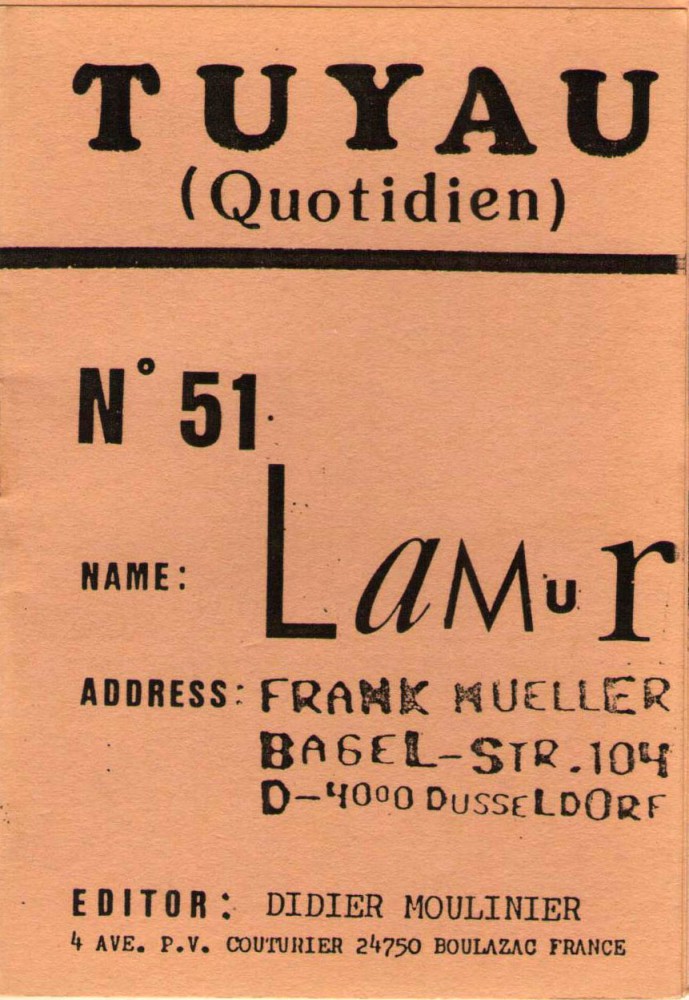 TUYAU
(Quotidien)
N° 51
NAME: LaMur
ADDRESS: FRANK MUELLER
BAGEL-STR.104
D-4000 DUSSELDORF
EDITOR: DIDIER MOULINIER
4 AVE. P.V. COUTURIER 24750 BOULAZAC FRANCE